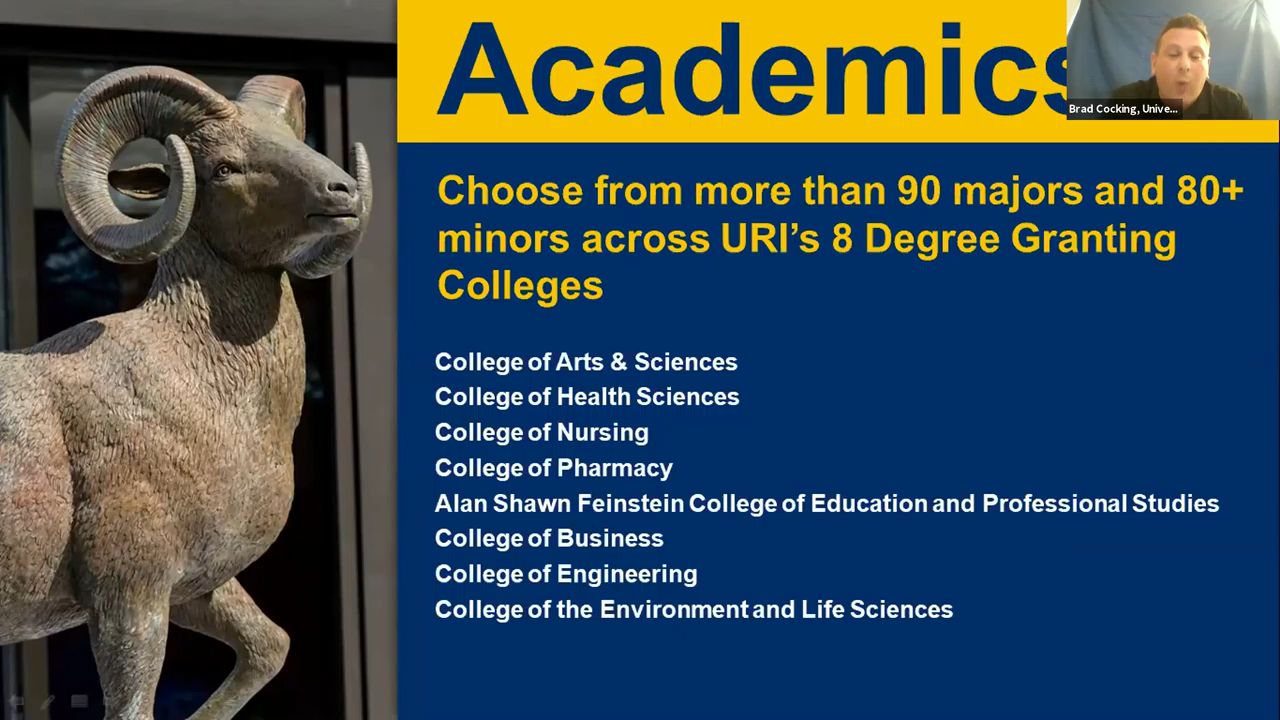 Academics
Brad Cocking, Unive...
Choose from more than 90 majors and 80+
minors across URI’s 8 Degree Granting
Colleges
College of Arts & Sciences
College of Health Sciences
College of Nursing
College of Pharmacy
Alan Shawn Feinstein College of Education and Professional Studies
College of Business
College of Engineering
College of the Environment and Life Sciences